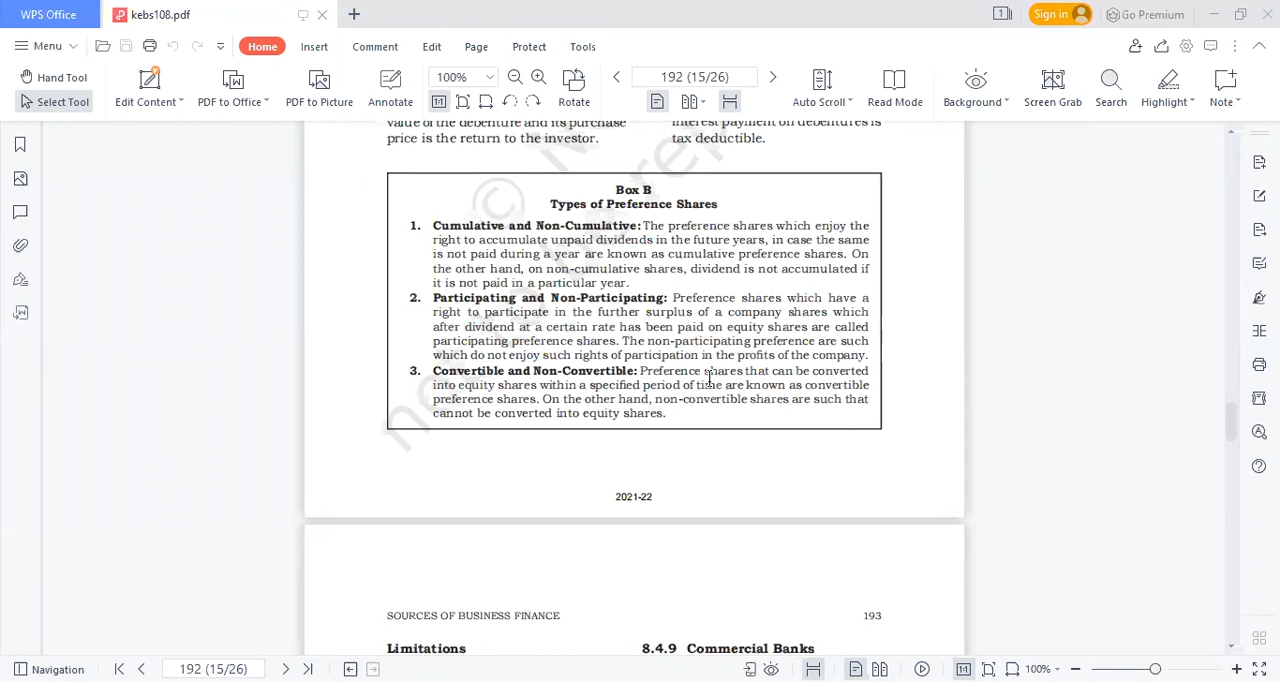 WPS Office
kebs108.pdf
Sign in
Go Premium
Menu
Home
Insert
Comment
Edit
Page
Protect
Tools
Hand Tool
Select Tool
Edit Content
PDF to Office
PDF to Picture
Annotate
100%
Rotate
192 (15/26)
Auto Scroll
Read Mode
Background
Screen Grab
Search
Highlight
Note
value of the debenture and its purchase
price is the return to the investor.
interest payment on debentures is
tax deductible.
Box B
Types of Preference Shares
1. Cumulative and Non-Cumulative: The preference shares which enjoy the
right to accumulate unpaid dividends in the future years, in case the same
is not paid during a year are known as cumulative preference shares. On
the other hand, on non-cumulative shares, dividend is not accumulated if
it is not paid in a particular year.
2. Participating and Non-Participating: Preference shares which have a
right to participate in the further surplus of a company shares which
after dividend at a certain rate has been paid on equity shares are called
participating preference shares. The non-participating preference are such
which do not enjoy such rights of participation in the profits of the company.
3. Convertible and Non-Convertible: Preference shares that can be converted
into equity shares within a specified period of time are known as convertible
preference shares. On the other hand, non-convertible shares are such that
cannot be converted into equity shares.
2021-22
SOURCES OF BUSINESS FINANCE 193
Limitations
8.4.9 Commercial Banks
Navigation
192 (15/26)
100%